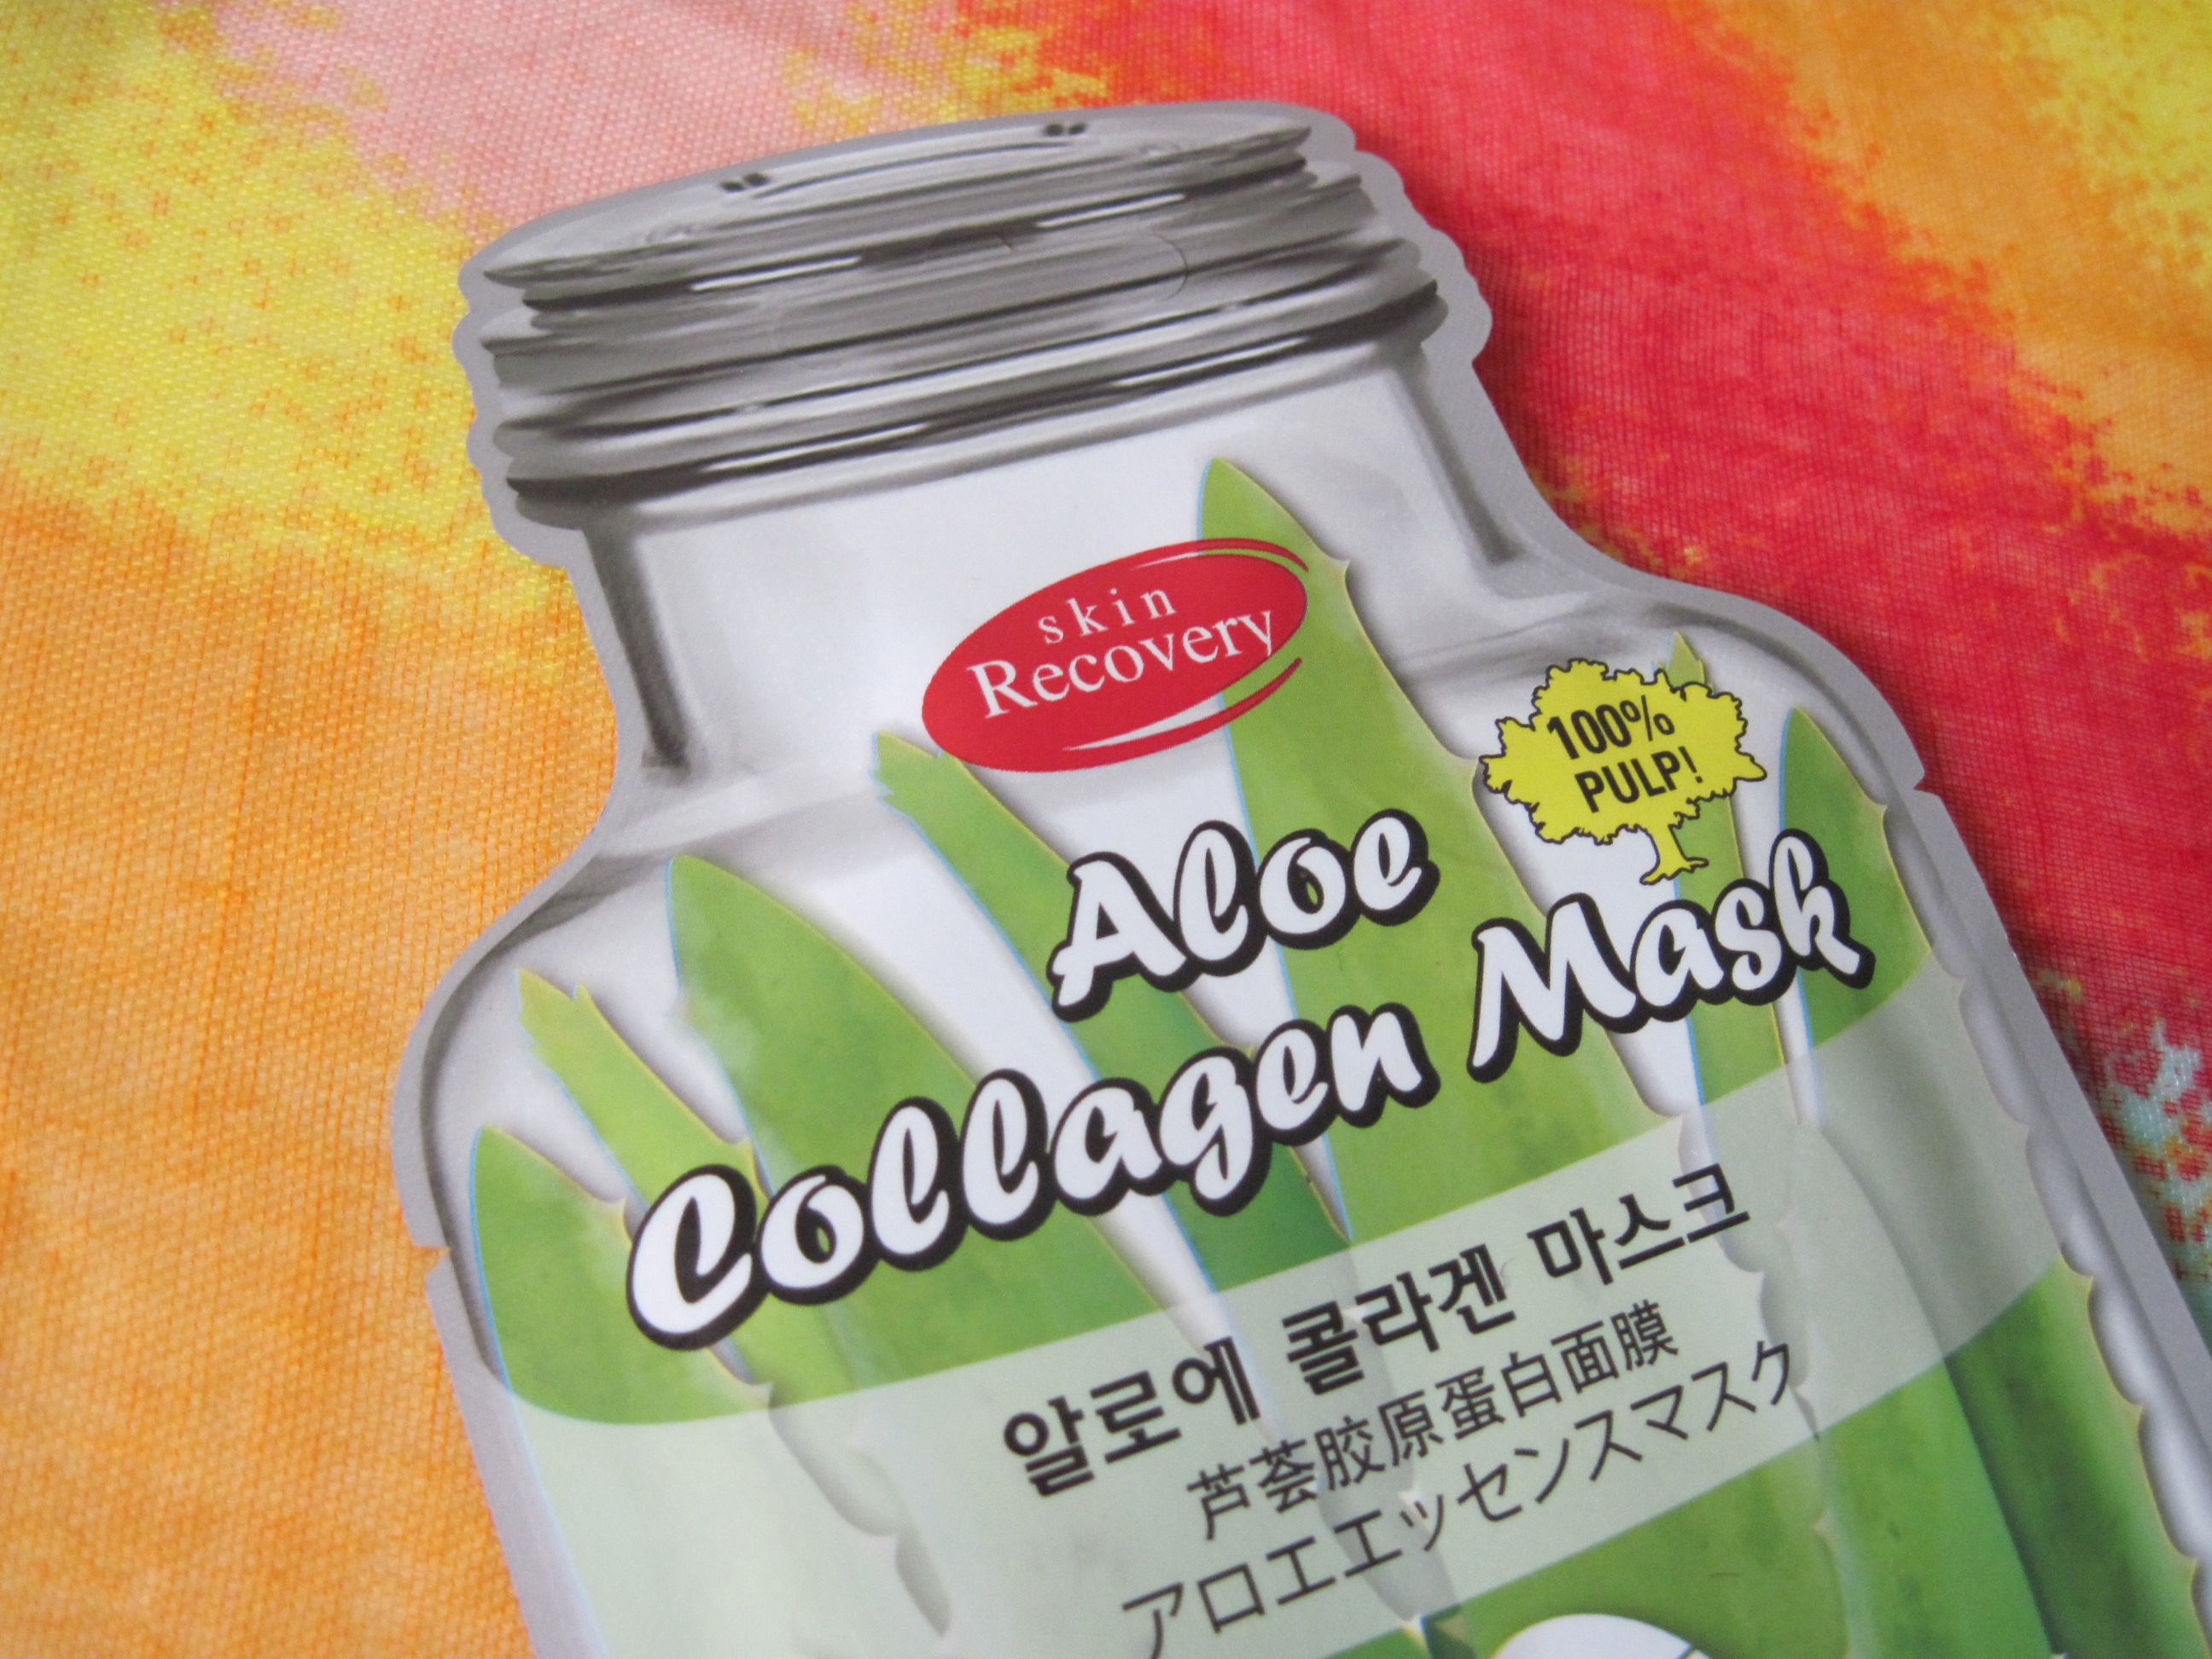 skin
Recovery
100%
PULP!
Aloe
Collagen Mask
알로에 콜라겐 마스크
芦荟胶原蛋白面膜
アロエエッセンスマスク